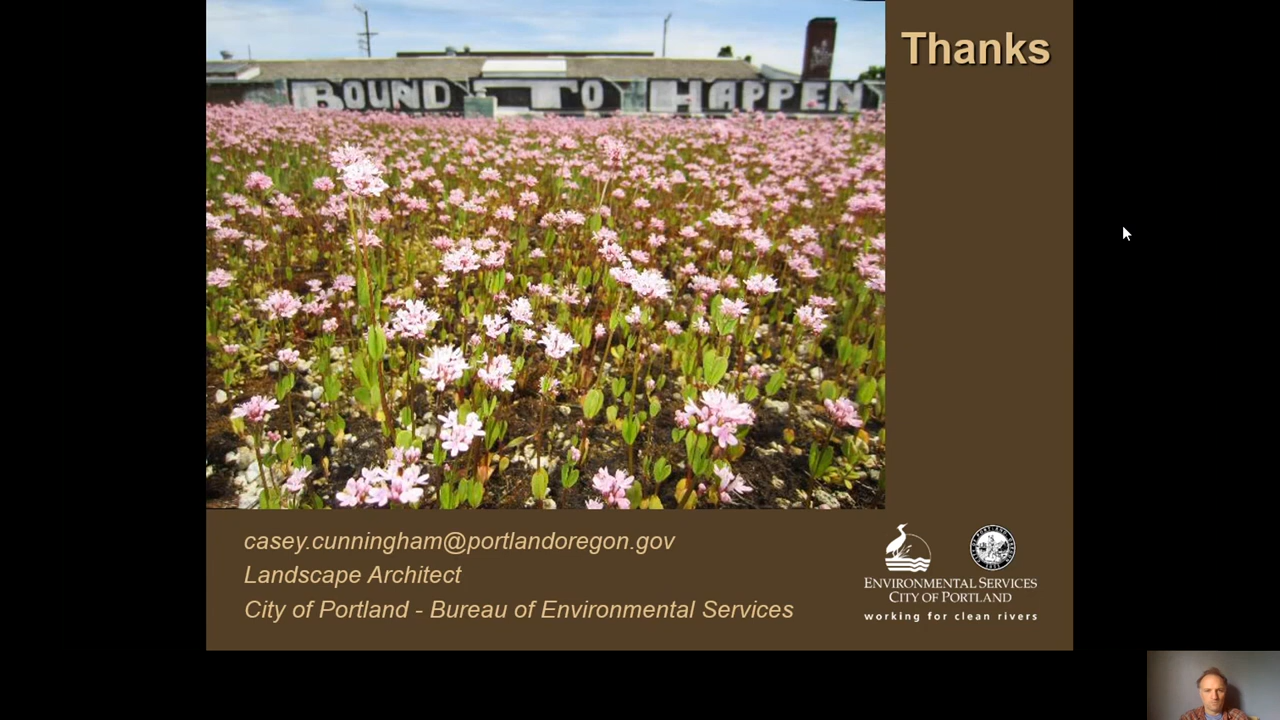 Thanks
BOUND TO HAPPEN
casey.cunningham@portlandoregon.gov
Landscape Architect
City of Portland - Bureau of Environmental Services
ENVIRONMENTAL SERVICES
CITY OF PORTLAND
working for clean rivers